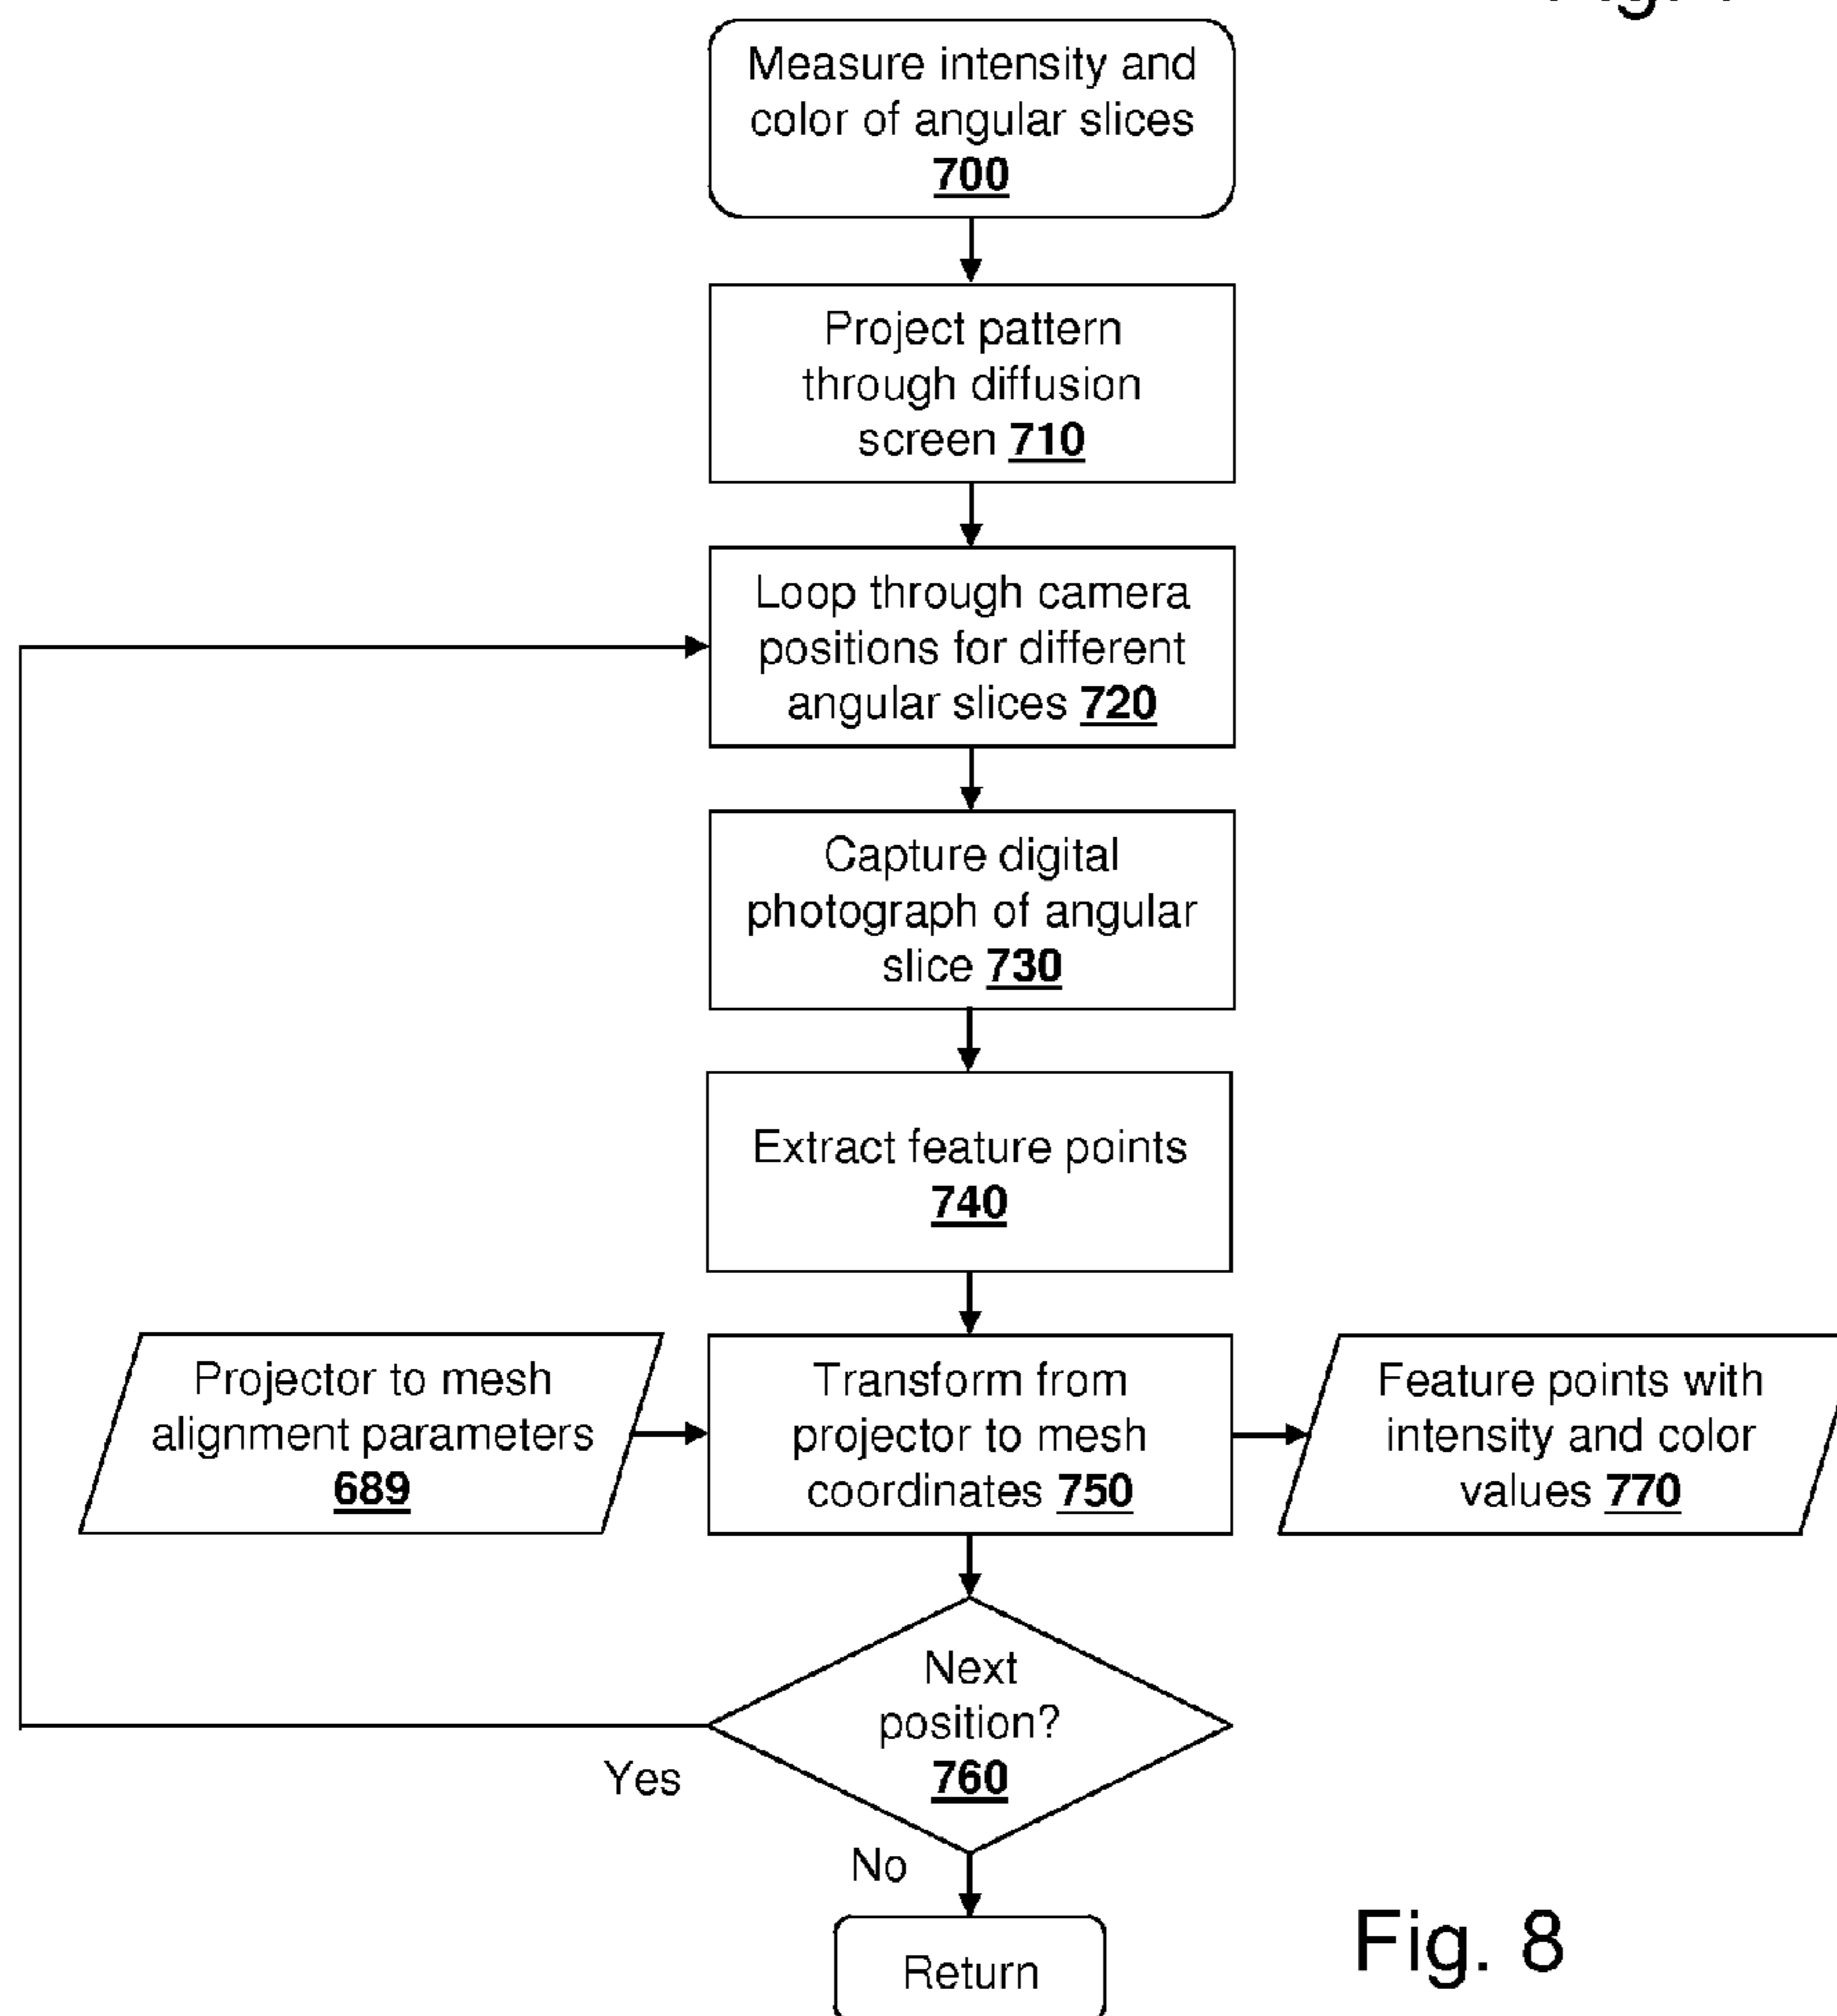 Measure intensity and
color of angular slices
700
Project pattern
through diffusion
screen 710
Loop through camera
positions for different
angular slices 720
Capture digital
photograph of angular
slice 730
Extract feature points
740
Projector to mesh
alignment parameters
689
Transform from
projector to mesh
coordinates 750
Feature points with
intensity and color
values 770
Next
position?
760
Yes
No
Return
Fig. 8